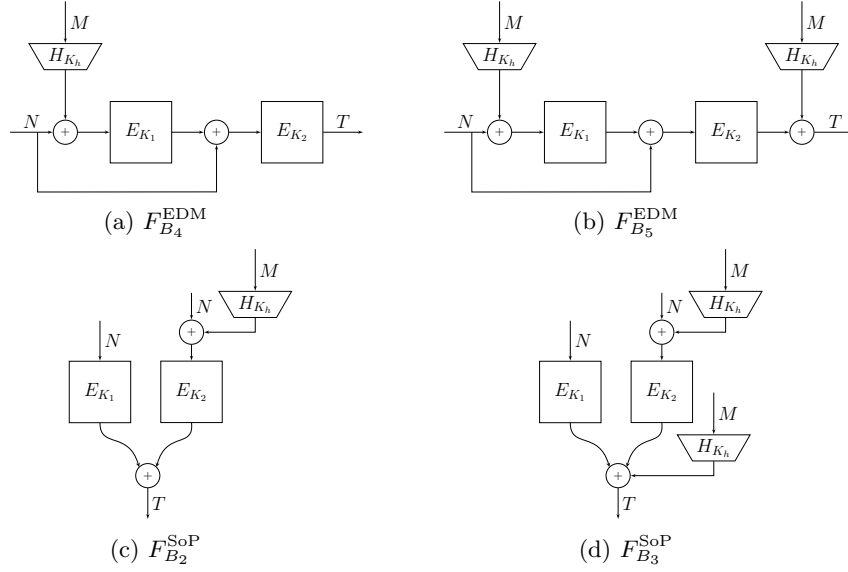 M M
H_{K_h} H_{K_h}
N + E_{K_1} + E_{K_2} T N + E_{K_1} + E_{K_2} + T
(a) F_{B_4}^{EDM} (b) F_{B_5}^{EDM}
M M
N H_{K_h} N H_{K_h}
N + N +
E_{K_1} E_{K_2} E_{K_1} E_{K_2} M
H_{K_h}
+ +
T T
(c) F_{B_2}^{SoP} (d) F_{B_3}^{SoP}